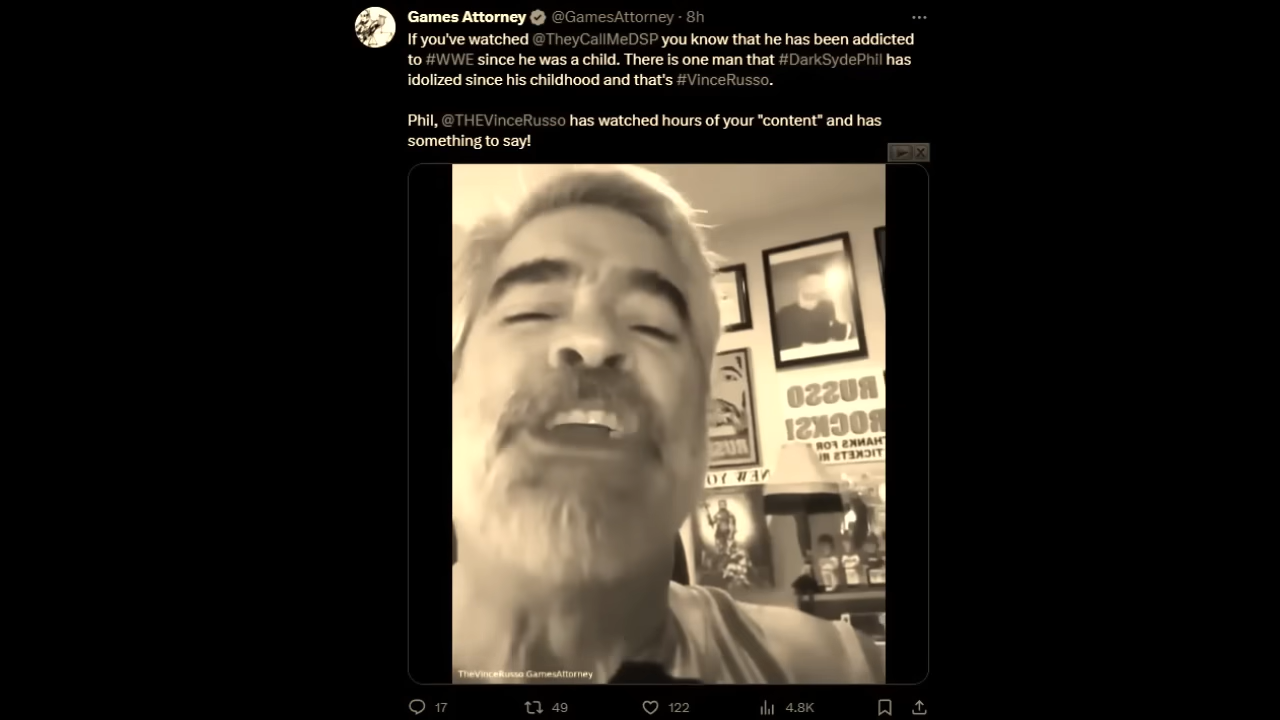 Games Attorney @GamesAttorney · 8h
If you've watched @TheyCallMeDSP you know that he has been addicted
to #WWE since he was a child. There is one man that #DarkSydePhil has
idolized since his childhood and that's #VinceRusso.
Phil, @THEVinceRusso has watched hours of your "content" and has
something to say!
RUSSO
ROCKS!
THANKS FOR
TICKETS
RUSSO
NEW YO
TheVinceRusso GamesAttorney
17 49 122 4.8K